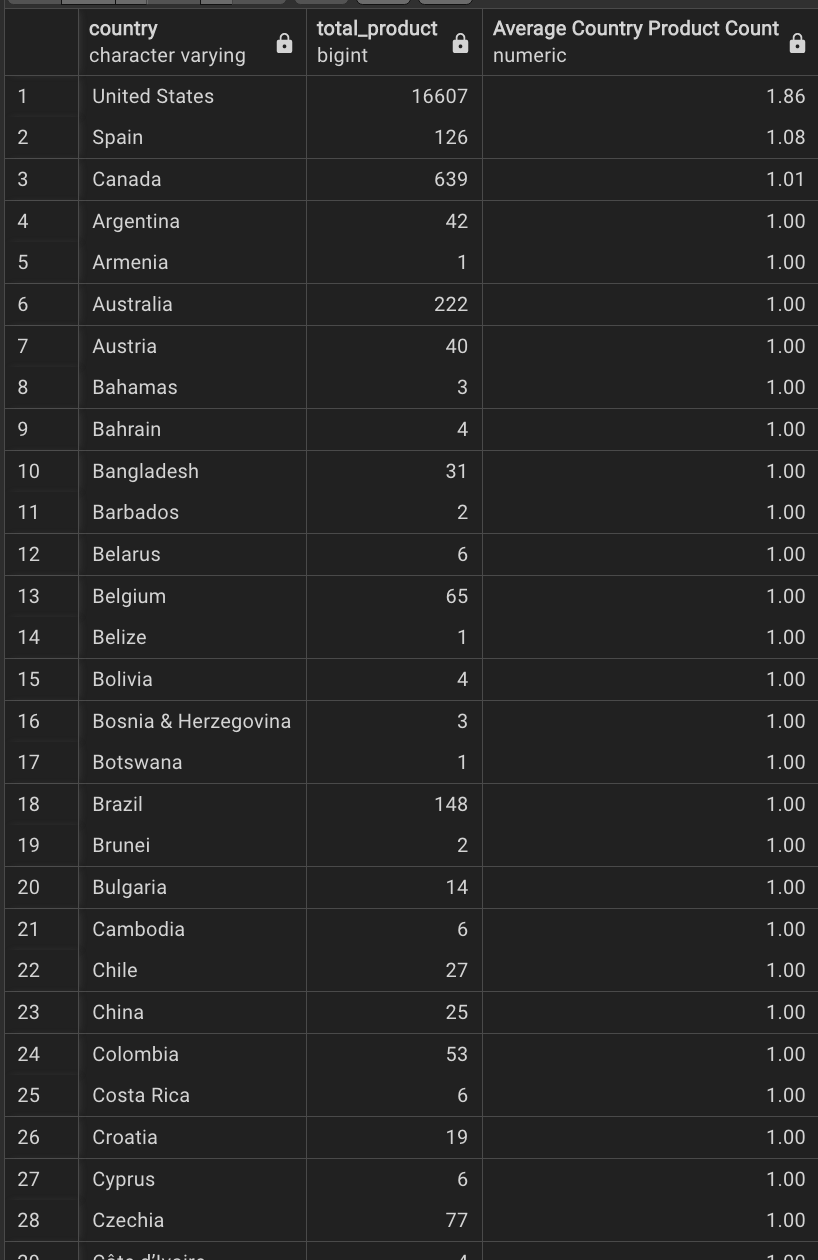 country total_product Average Country Product Count
character varying bigint numeric
1 United States 16607 1.86
2 Spain 126 1.08
3 Canada 639 1.01
4 Argentina 42 1.00
5 Armenia 1 1.00
6 Australia 222 1.00
7 Austria 40 1.00
8 Bahamas 3 1.00
9 Bahrain 4 1.00
10 Bangladesh 31 1.00
11 Barbados 2 1.00
12 Belarus 6 1.00
13 Belgium 65 1.00
14 Belize 1 1.00
15 Bolivia 4 1.00
16 Bosnia & Herzegovina 3 1.00
17 Botswana 1 1.00
18 Brazil 148 1.00
19 Brunei 2 1.00
20 Bulgaria 14 1.00
21 Cambodia 6 1.00
22 Chile 27 1.00
23 China 25 1.00
24 Colombia 53 1.00
25 Costa Rica 6 1.00
26 Croatia 19 1.00
27 Cyprus 6 1.00
28 Czechia 77 1.00
29 Côte d’Ivoire 4 1.00